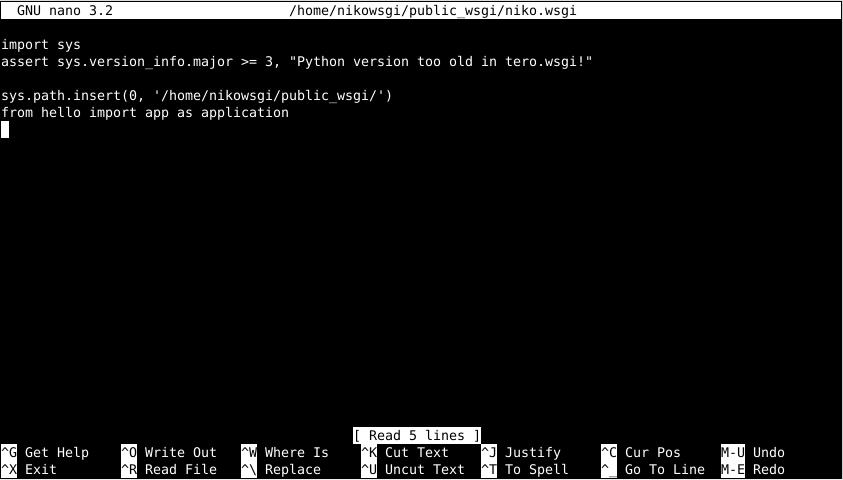 GNU nano 3.2 /home/nikowsgi/public_wsgi/niko.wsgi
import sys
assert sys.version_info.major >= 3, "Python version too old in tero.wsgi!"
sys.path.insert(0, '/home/nikowsgi/public_wsgi/')
from hello import app as application
[ Read 5 lines ]
^G Get Help ^O Write Out ^W Where Is ^K Cut Text ^J Justify ^C Cur Pos M-U Undo
^X Exit ^R Read File ^\ Replace ^U Uncut Text ^T To Spell ^_ Go To Line M-E Redo